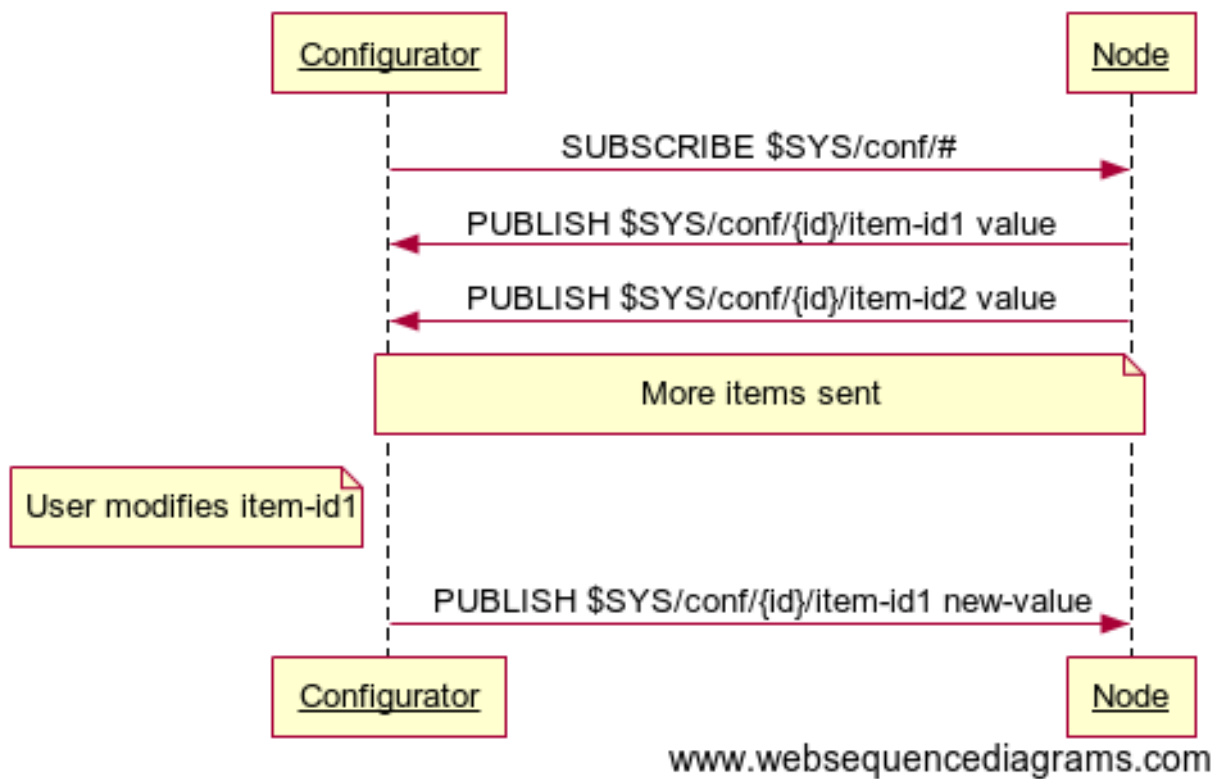 Configurator
Node
SUBSCRIBE $SYS/conf/#
PUBLISH $SYS/conf/{id}/item-id1 value
PUBLISH $SYS/conf/{id}/item-id2 value
More items sent
User modifies item-id1
PUBLISH $SYS/conf/{id}/item-id1 new-value
Configurator
Node
www.websequencediagrams.com